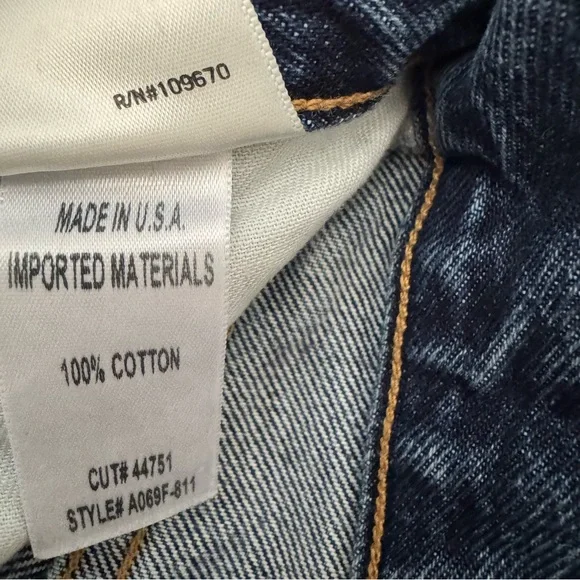 R/N#109670
MADE IN U.S.A.
IMPORTED MATERIALS
100% COTTON
CUT# 44751
STYLE# A069F-811